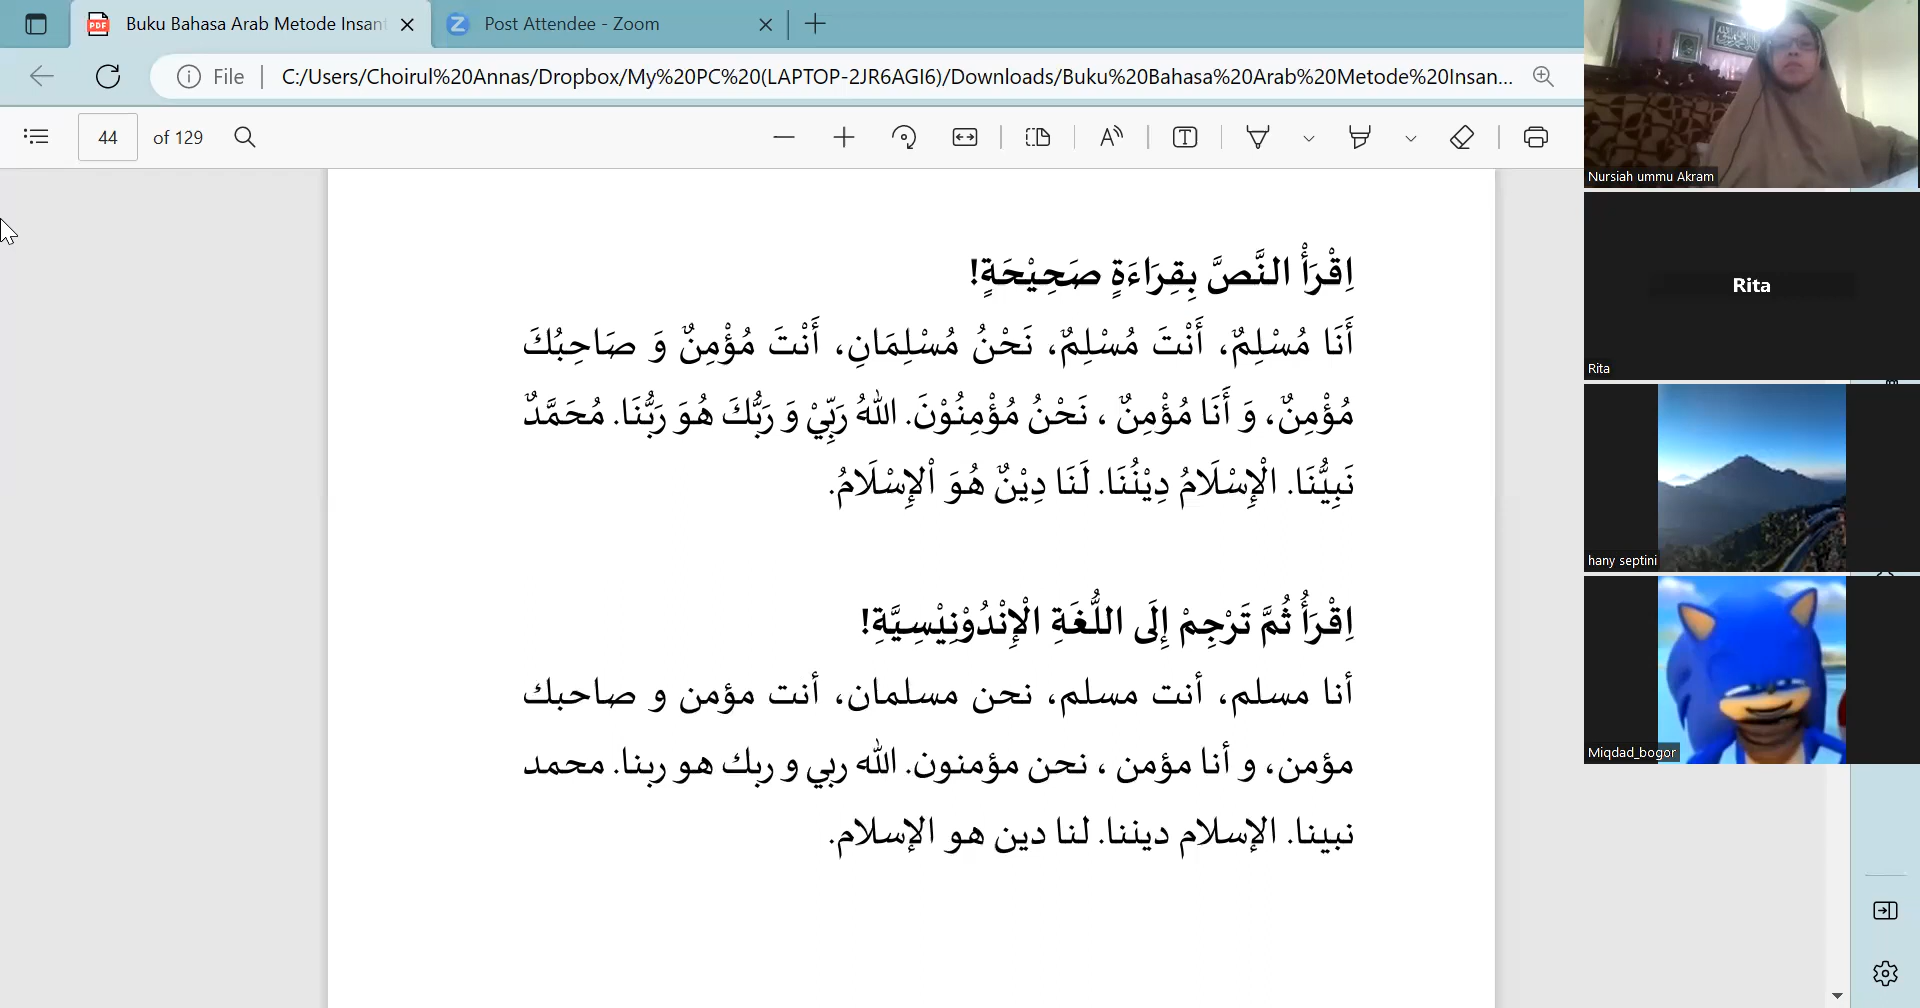 Buku Bahasa Arab Metode Insan
Post Attendee - Zoom
File
C:/Users/Choirul%20Annas/Dropbox/My%20PC%20(LAPTOP-2JR6AGI6)/Downloads/Buku%20Bahasa%20Arab%20Metode%20Insan...
44 of 129
اِقْرَأْ النَّصَّ بِقِرَاءَةٍ صَحِيْحَةٍ!
أَنَا مُسْلِمٌ، أَنْتَ مُسْلِمٌ، نَحْنُ مُسْلِمَانِ، أَنْتَ مُؤْمِنٌ وَ صَاحِبُكَ
مُؤْمِنٌ، وَ أَنَا مُؤْمِنٌ ، نَحْنُ مُؤْمِنُوْنَ. اللهُ رَبِّيْ وَ رَبُّكَ هُوَ رَبُّنَا. مُحَمَّدٌ
نَبِيُّنَا. الْإِسْلَامُ دِيْنُنَا. لَنَا دِيْنٌ هُوَ اْلإِسْلَامُ.
اِقْرَأُ ثُمَّ تَرْجِمْ إِلَى اللُّغَةِ الْإِنْدُوْنِيْسِيَّةِ!
أنا مسلم، أنت مسلم، نحن مسلمان، أنت مؤمن و صاحبك
مؤمن، و أنا مؤمن ، نحن مؤمنون. الله ربي و ربك هو ربنا. محمد
نبينا. الإسلام ديننا. لنا دين هو الإسلام.
Nursiah ummu Akram
Rita
Rita
hany septini
Miqdad_bogor